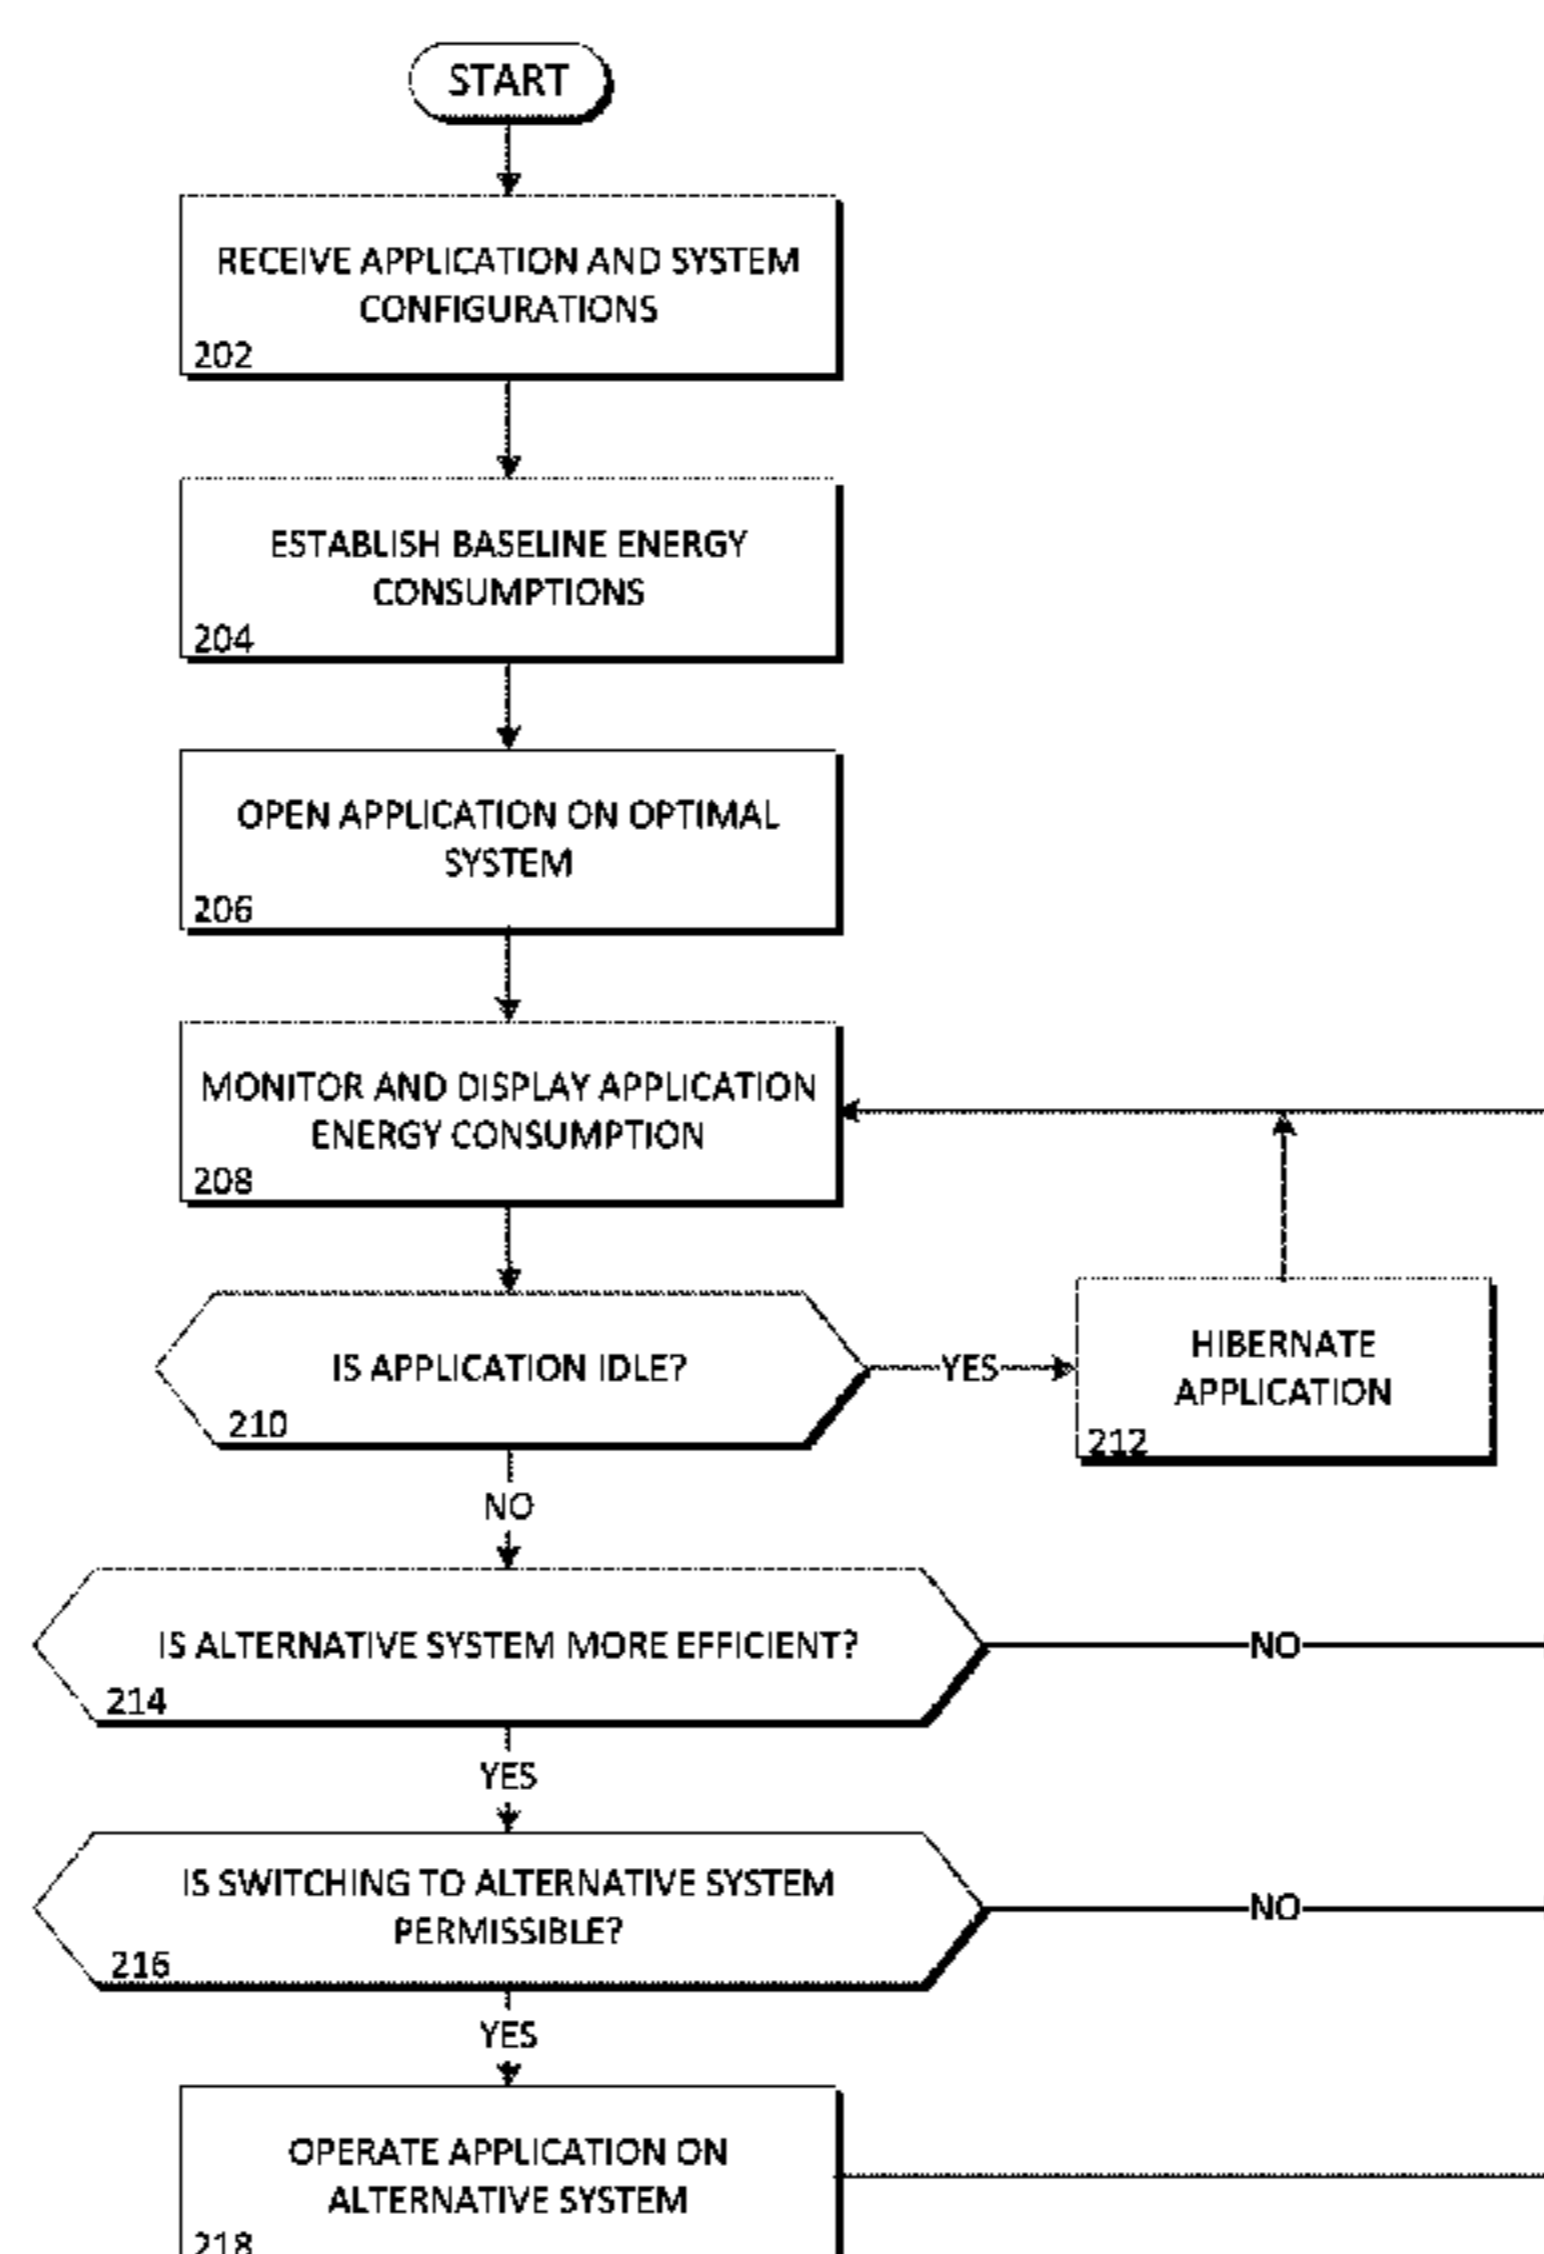 START
RECEIVE APPLICATION AND SYSTEM
CONFIGURATIONS
202
ESTABLISH BASELINE ENERGY
CONSUMPTIONS
204
OPEN APPLICATION ON OPTIMAL
SYSTEM
206
MONITOR AND DISPLAY APPLICATION
ENERGY CONSUMPTION
208
IS APPLICATION IDLE?
210
YES
HIBERNATE
APPLICATION
212
NO
IS ALTERNATIVE SYSTEM MORE EFFICIENT?
214
NO
YES
IS SWITCHING TO ALTERNATIVE SYSTEM
PERMISSIBLE?
216
NO
YES
OPERATE APPLICATION ON
ALTERNATIVE SYSTEM
218